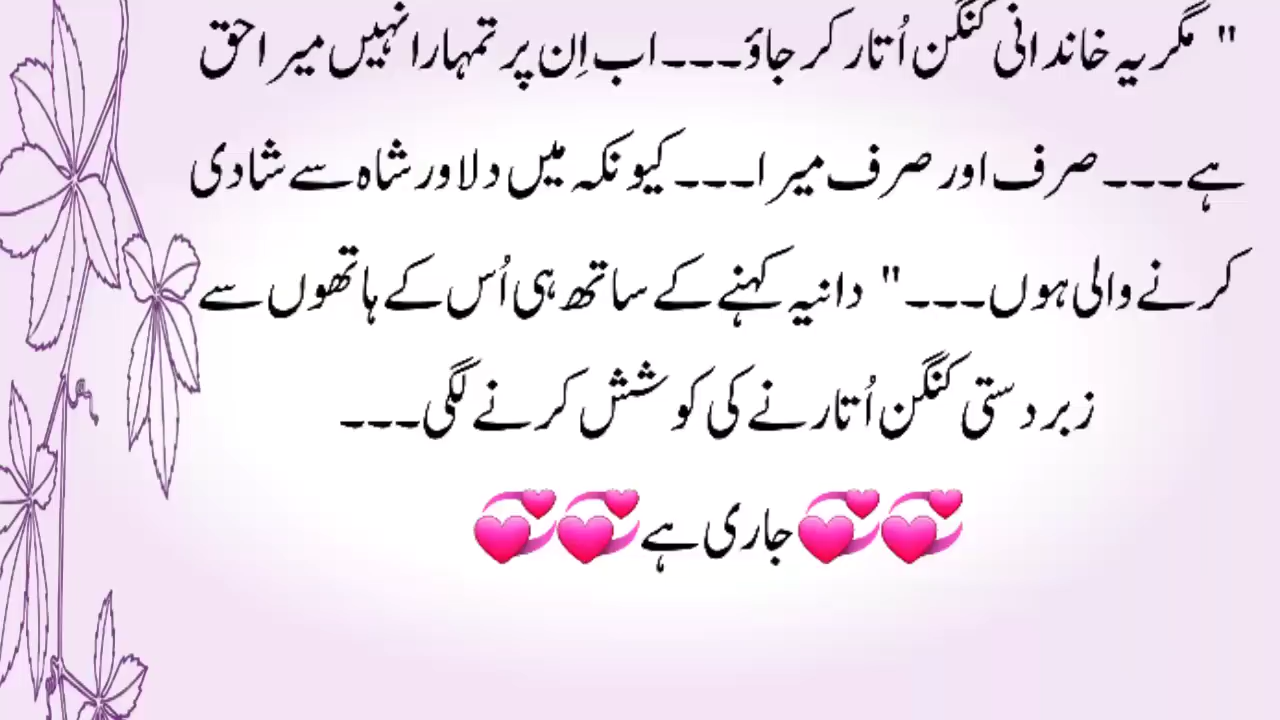 " مگر یہ خاندانی کنگن اُتار کر جاؤ۔۔۔ اب اِن پر تمہارا نہیں میرا حق
ہے۔۔۔ صرف اور صرف میرا۔۔۔ کیونکہ میں دلاور شاہ سے شادی
کرنے والی ہوں۔۔۔" دانیہ کہنے کے ساتھ ہی اُس کے ہاتھوں سے
زبردستی کنگن اُتارنے کی کوشش کرنے لگی۔۔۔
💞💞جاری ہے💞💞